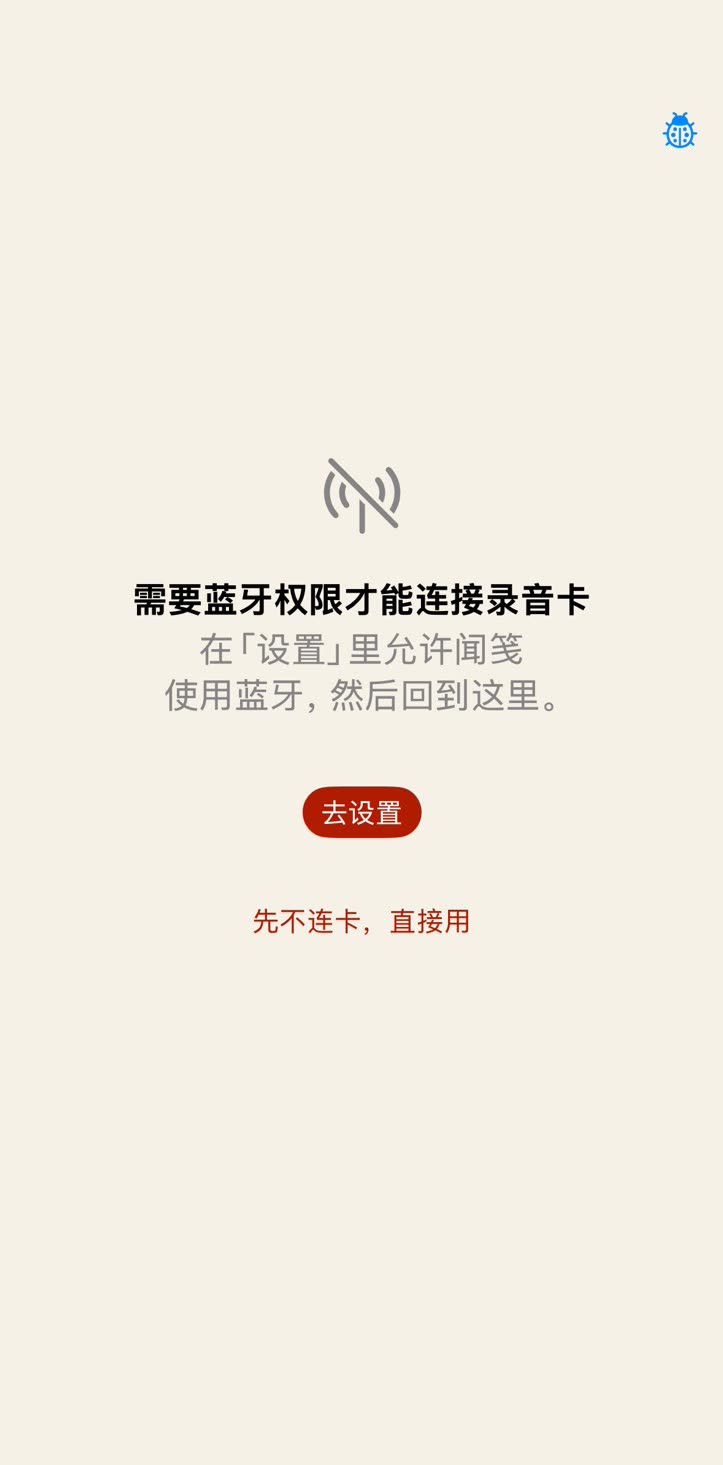 需要蓝牙权限才能连接录音卡
在「设置」里允许闻笺
使用蓝牙，然后回到这里。
去设置
先不连卡，直接用